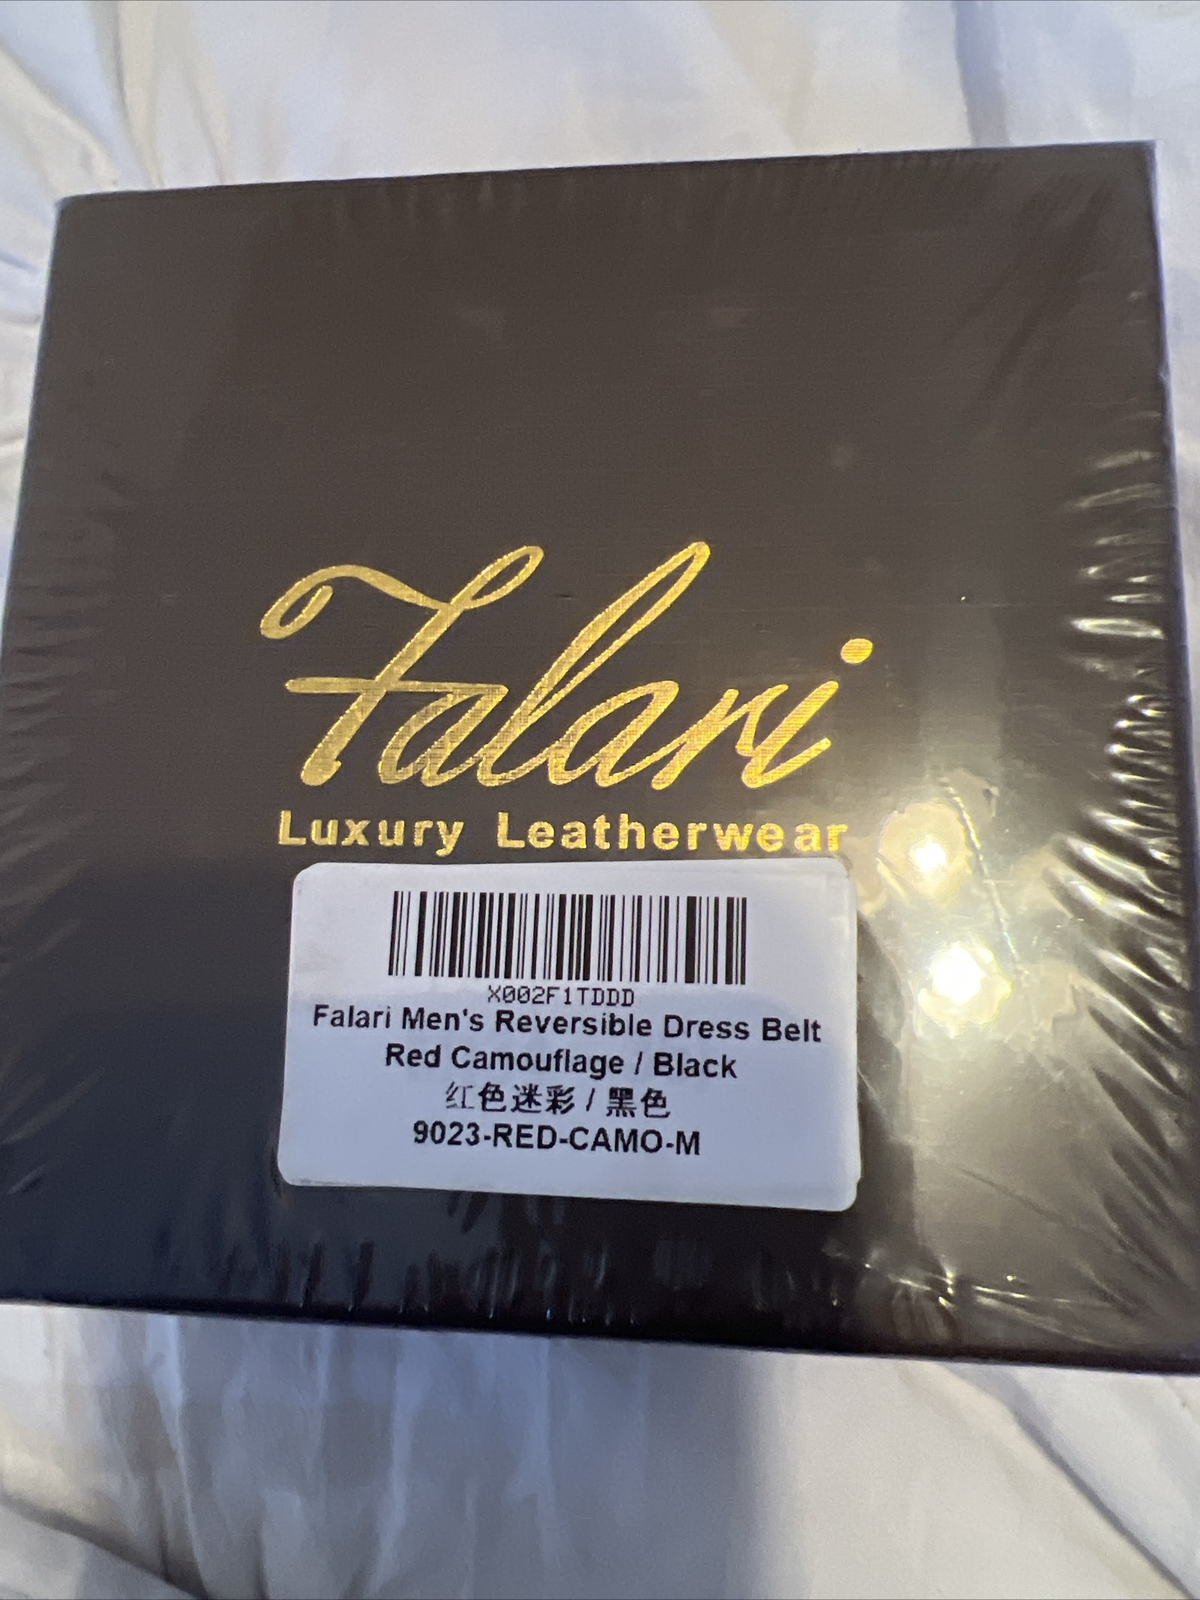 Falari
Luxury Leatherwear
X002F1TDDD
Falari Men's Reversible Dress Belt
Red Camouflage / Black
红色迷彩 / 黑色
9023-RED-CAMO-M